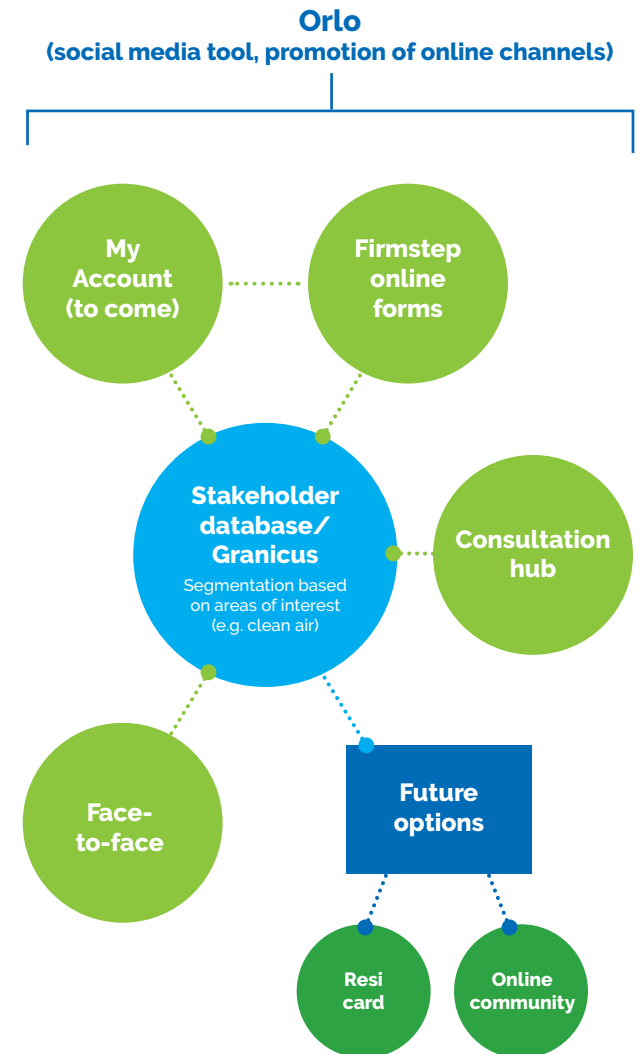 Orlo
(social media tool, promotion of online channels)
My
Account
(to come)
Firmstep
online
forms
Stakeholder
database/
Granicus
Segmentation based
on areas of interest
(e.g. clean air)
Consultation
hub
Face-
to-face
Future
options
Resi
card
Online
community